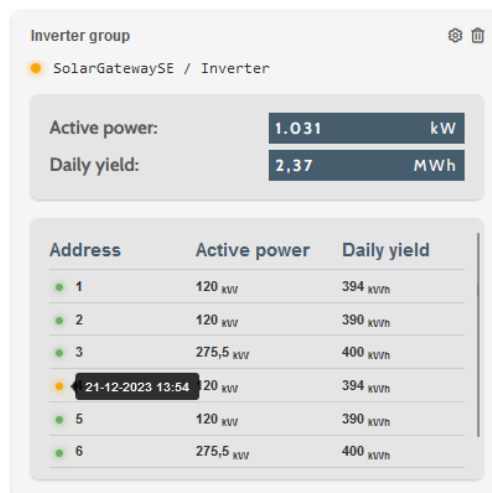 Inverter group
SolarGatewaySE / Inverter
Active power: 1.031 kW
Daily yield: 2,37 MWh
Address Active power Daily yield
1 120 kW 394 kWh
2 120 kW 390 kWh
3 275,5 kW 400 kWh
21-12-2023 13:54 120 kW 394 kWh
5 120 kW 390 kWh
6 275,5 kW 400 kWh